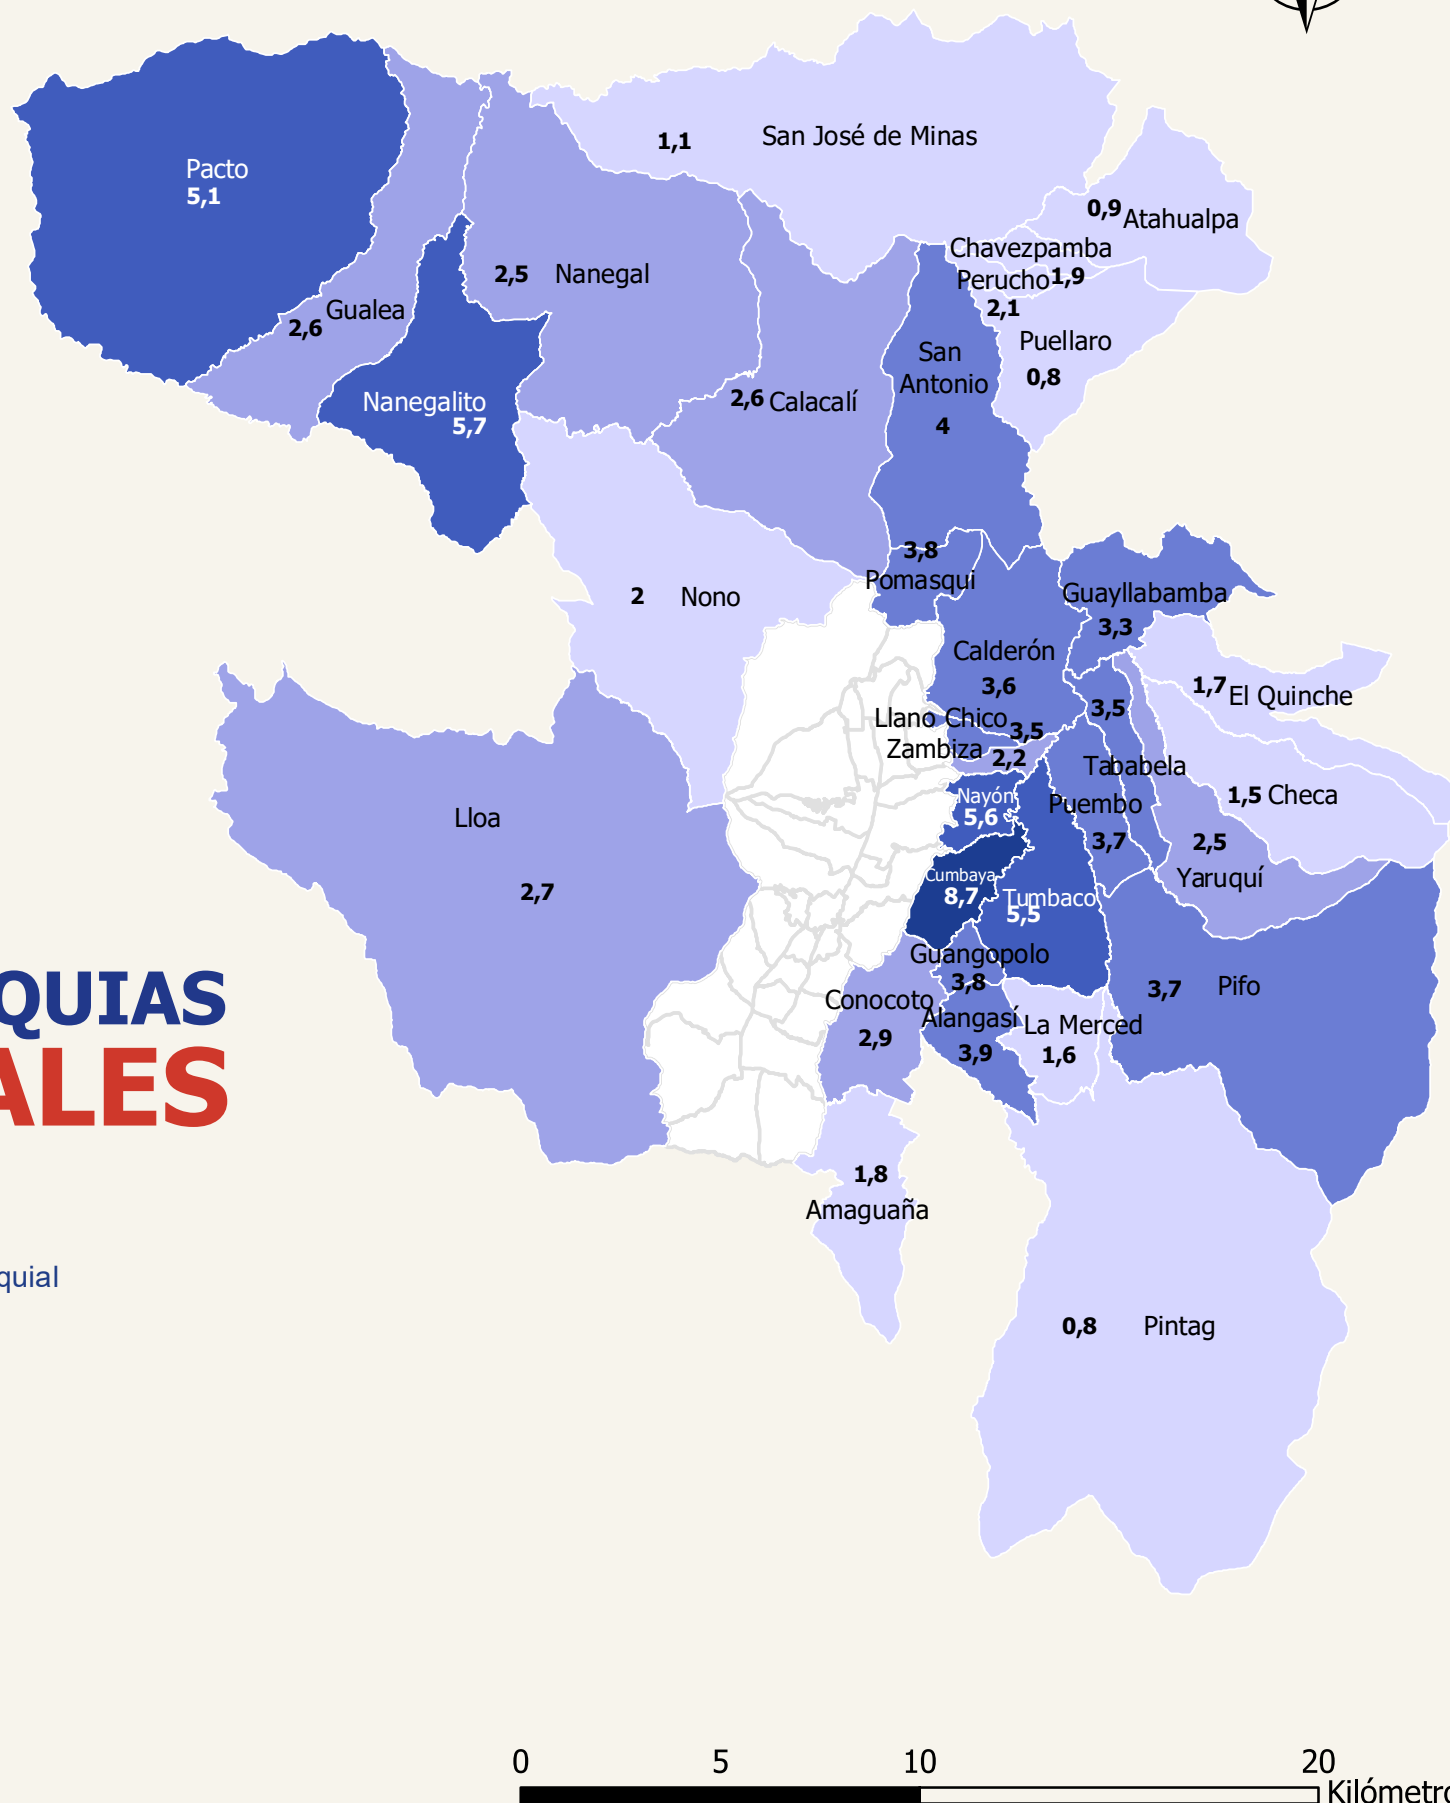 1,1 San José de Minas
Pacto
5,1
0,9 Atahualpa
Chavezpamba
1,9
Perucho
2,1
2,5 Nanegal
Gualea
2,6
Puellaro
0,8
San
Antonio
4
Nanegalito
5,7
2,6 Calacalí
3,8
Pomasqui
2 Nono
Guayllabamba
3,3
Calderón
3,6
1,7 El Quinche
3,5
Tababela
Llano Chico
3,5
Zambiza
2,2
Nayón
5,6
Puembo
3,7
1,5 Checa
2,5
Yaruquí
Lloa
2,7
Cumbaya
8,7
Tumbaco
5,5
Guangopolo
3,8
Conocoto
2,9
Alangasí
3,9
La Merced
1,6
3,7 Pifo
QUIAS
ALES
1,8
Amaguaña
quial
0,8 Pintag
0 5 10 20
Kilómetro